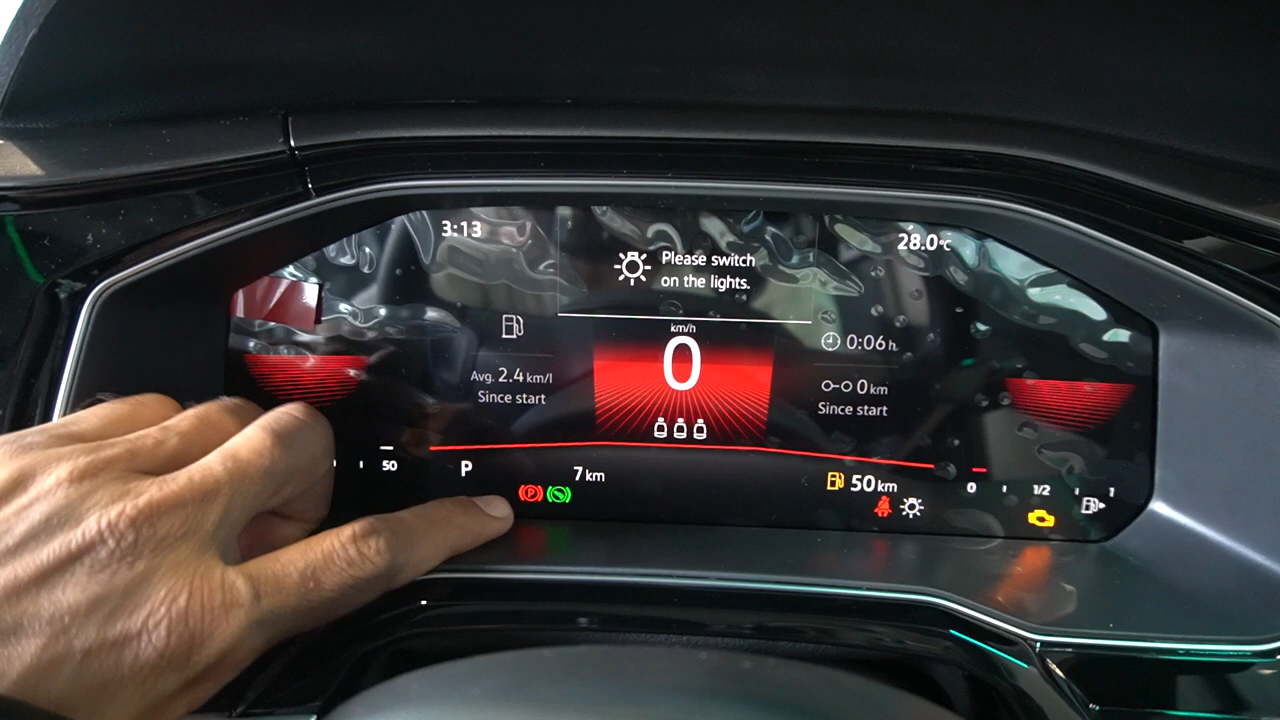 3:13
28.0°C
Please switch
on the lights.
km/h
0
0:06 h
Avg. 2.4 km/l
Since start
0 km
Since start
50
P
7 km
50 km
0
1/2
1
(P)